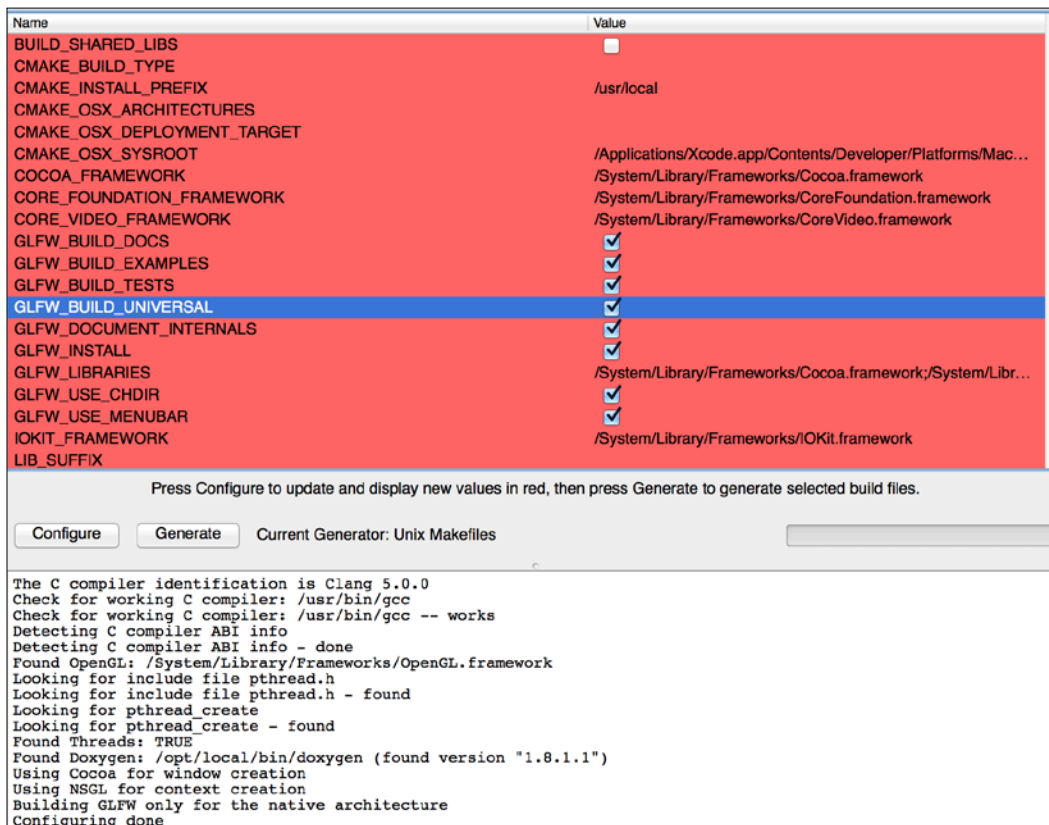 Name Value
BUILD_SHARED_LIBS
CMAKE_BUILD_TYPE
CMAKE_INSTALL_PREFIX /usr/local
CMAKE_OSX_ARCHITECTURES
CMAKE_OSX_DEPLOYMENT_TARGET
CMAKE_OSX_SYSROOT /Applications/Xcode.app/Contents/Developer/Platforms/Mac...
COCOA_FRAMEWORK /System/Library/Frameworks/Cocoa.framework
CORE_FOUNDATION_FRAMEWORK /System/Library/Frameworks/CoreFoundation.framework
CORE_VIDEO_FRAMEWORK /System/Library/Frameworks/CoreVideo.framework
GLFW_BUILD_DOCS
GLFW_BUILD_EXAMPLES
GLFW_BUILD_TESTS
GLFW_BUILD_UNIVERSAL
GLFW_DOCUMENT_INTERNALS
GLFW_INSTALL
GLFW_LIBRARIES /System/Library/Frameworks/Cocoa.framework;/System/Libr...
GLFW_USE_CHDIR
GLFW_USE_MENUBAR
IOKIT_FRAMEWORK /System/Library/Frameworks/IOKit.framework
LIB_SUFFIX
Press Configure to update and display new values in red, then press Generate to generate selected build files.
Configure Generate Current Generator: Unix Makefiles
The C compiler identification is Clang 5.0.0
Check for working C compiler: /usr/bin/gcc
Check for working C compiler: /usr/bin/gcc -- works
Detecting C compiler ABI info
Detecting C compiler ABI info - done
Found OpenGL: /System/Library/Frameworks/OpenGL.framework
Looking for include file pthread.h
Looking for include file pthread.h - found
Looking for pthread_create
Looking for pthread_create - found
Found Threads: TRUE
Found Doxygen: /opt/local/bin/doxygen (found version "1.8.1.1")
Using Cocoa for window creation
Using NSGL for context creation
Building GLFW only for the native architecture
Configuring done